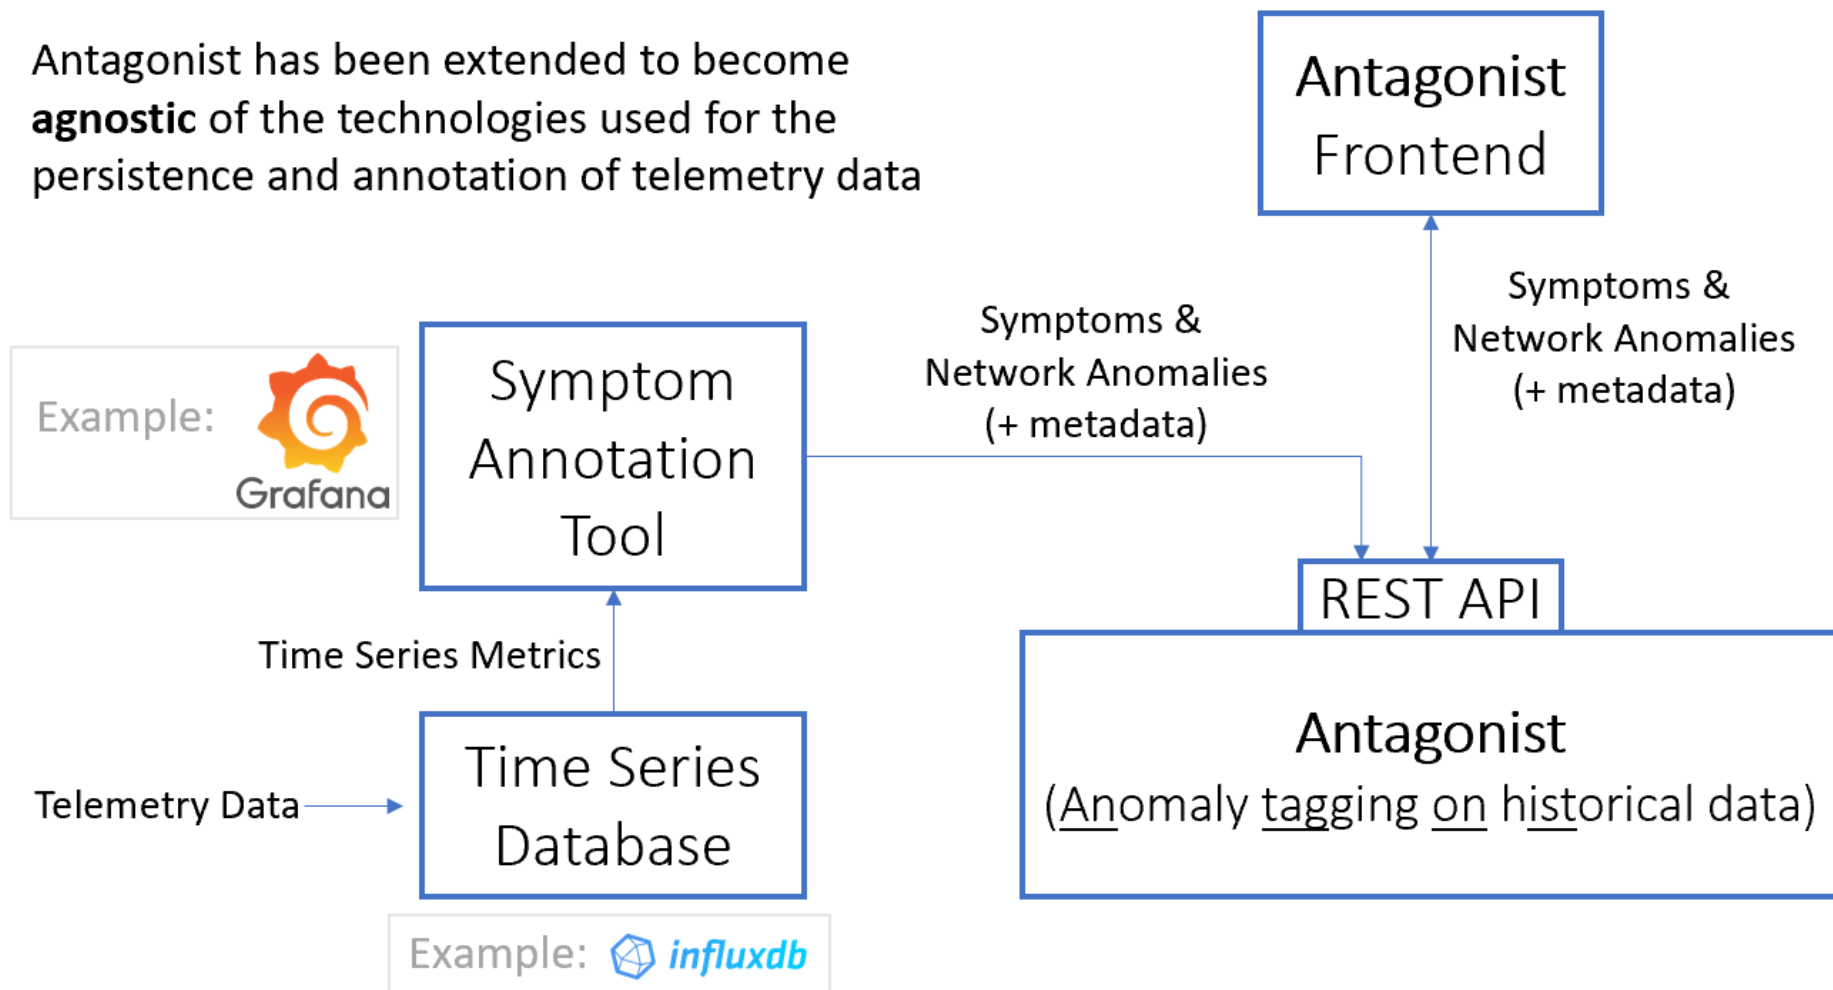 Antagonist has been extended to become
agnostic of the technologies used for the
persistence and annotation of telemetry data
Antagonist
Frontend
Symptoms &
Network Anomalies
(+ metadata)
Symptoms &
Network Anomalies
(+ metadata)
Example:
Grafana
Symptom
Annotation
Tool
REST API
Time Series Metrics
Antagonist
(Anomaly tagging on historical data)
Telemetry Data
Time Series
Database
Example:
influxdb